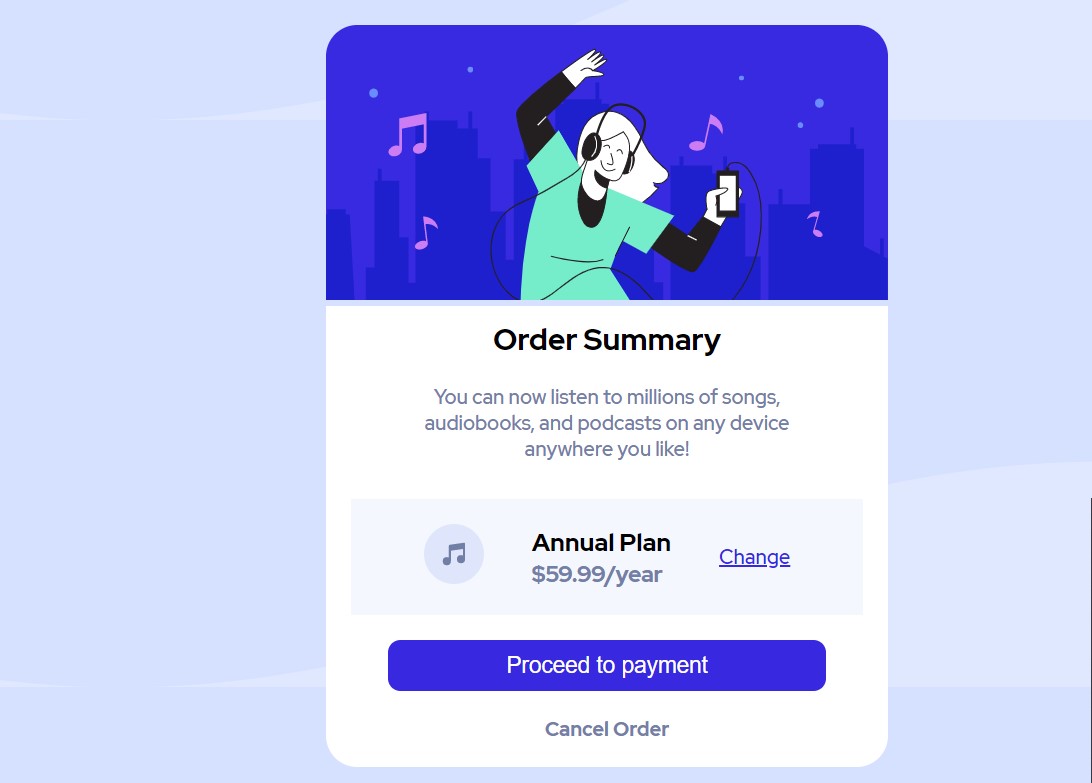 Order Summary
You can now listen to millions of songs,
audiobooks, and podcasts on any device
anywhere you like!
Annual Plan
$59.99/year
Change
Proceed to payment
Cancel Order